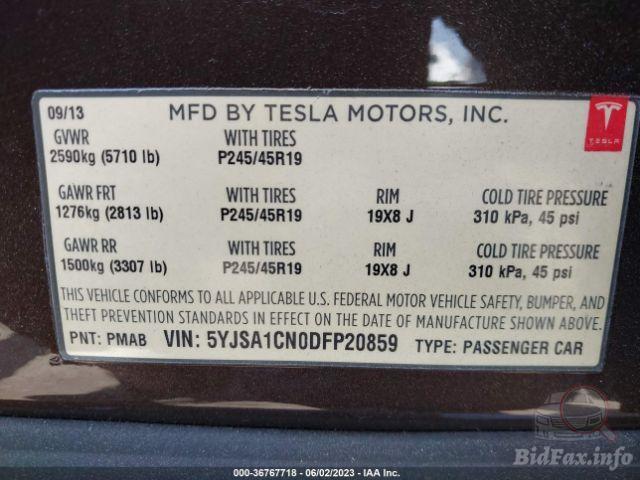 09/13 MFD BY TESLA MOTORS, INC.
TESLA
GVWR WITH TIRES
2590kg (5710 lb) P245/45R19
GAWR FRT WITH TIRES RIM COLD TIRE PRESSURE
1276kg (2813 lb) P245/45R19 19X8 J 310 kPa, 45 psi
GAWR RR WITH TIRES RIM COLD TIRE PRESSURE
1500kg (3307 lb) P245/45R19 19X8 J 310 kPa, 45 psi
THIS VEHICLE CONFORMS TO ALL APPLICABLE U.S. FEDERAL MOTOR VEHICLE SAFETY, BUMPER, AND
THEFT PREVENTION STANDARDS IN EFFECT ON THE DATE OF MANUFACTURE SHOWN ABOVE.
PNT: PMAB VIN: 5YJSA1CN0DFP20859 TYPE: PASSENGER CAR
BidFax.info
000-36767718 - 06/02/2023 - IAA Inc.